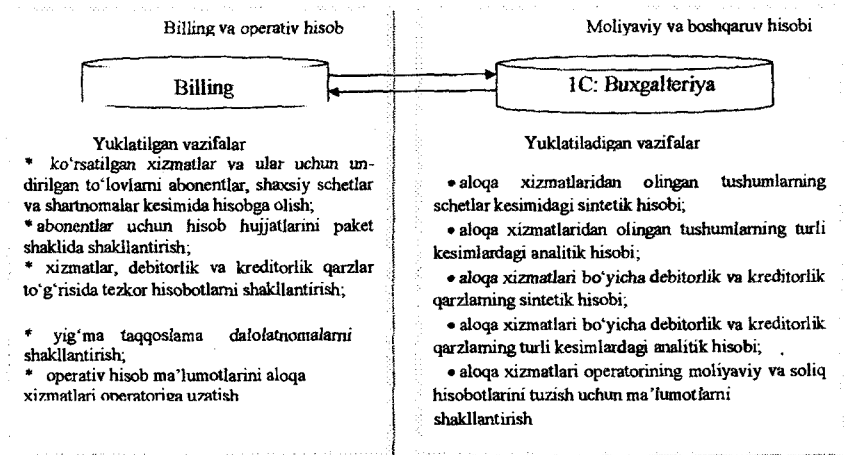 Billing va operativ hisob
Billing
Yuklatilgan vazifalar
* ko‘rsatilgan xizmatlar va ular uchun un-
dirilgan to‘lovlarni abonentlar, shaxsiy schetlar
va shartnomalar kesimida hisobga olish;
* abonentlar uchun hisob hujjatlarini paket
shaklida shakllantirish;
* xizmatlar, debitorlik va kreditorlik qarzlar
to‘g‘risida tezkor hisobotlarni shakllantirish;
* yig‘ma taqqoslama dalolatnomalarni
shakllantirish;
* operativ hisob ma’lumotlarini aloqa
xizmatlari operatoriga uzatish
Moliyaviy va boshqaruv hisobi
1C: Buxgalteriya
Yuklatiladigan vazifalar
• aloqa xizmatlaridan olingan tushumlarning
schetlar kesimidagi sintetik hisobi;
• aloqa xizmatlaridan olingan tushumlarning turli
kesimlardagi analitik hisobi;
• aloqa xizmatlari bo‘yicha debitorlik va kreditorlik
qarzlarning sintetik hisobi;
• aloqa xizmatlari bo‘yicha debitorlik va kreditorlik
qarzlarning turli kesimlardagi analitik hisobi;
• aloqa xizmatlari operatorining moliyaviy va soliq
hisobotlarini tuzish uchun ma’lumotlarni
shakllantirish